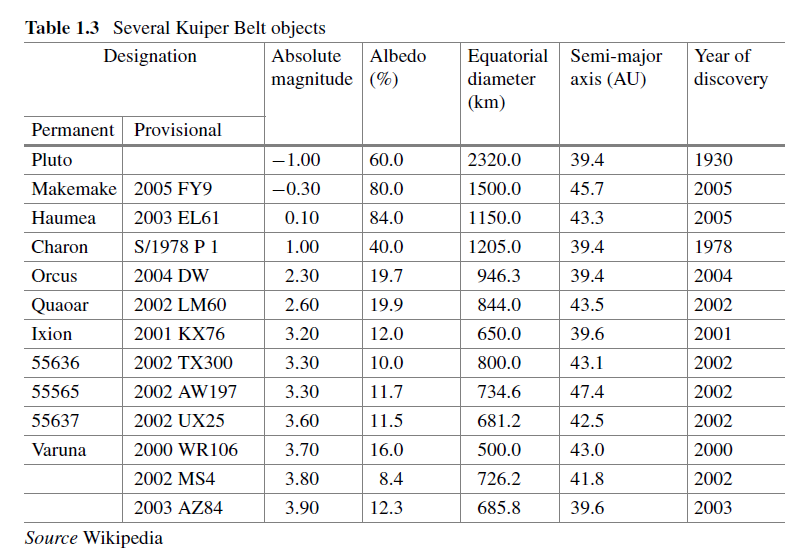 Table 1.3 Several Kuiper Belt objects
Designation Absolute magnitude Albedo (%) Equatorial diameter (km) Semi-major axis (AU) Year of discovery
Permanent Provisional
Pluto −1.00 60.0 2320.0 39.4 1930
Makemake 2005 FY9 −0.30 80.0 1500.0 45.7 2005
Haumea 2003 EL61 0.10 84.0 1150.0 43.3 2005
Charon S/1978 P 1 1.00 40.0 1205.0 39.4 1978
Orcus 2004 DW 2.30 19.7 946.3 39.4 2004
Quaoar 2002 LM60 2.60 19.9 844.0 43.5 2002
Ixion 2001 KX76 3.20 12.0 650.0 39.6 2001
55636 2002 TX300 3.30 10.0 800.0 43.1 2002
55565 2002 AW197 3.30 11.7 734.6 47.4 2002
55637 2002 UX25 3.60 11.5 681.2 42.5 2002
Varuna 2000 WR106 3.70 16.0 500.0 43.0 2000
2002 MS4 3.80 8.4 726.2 41.8 2002
2003 AZ84 3.90 12.3 685.8 39.6 2003
Source Wikipedia